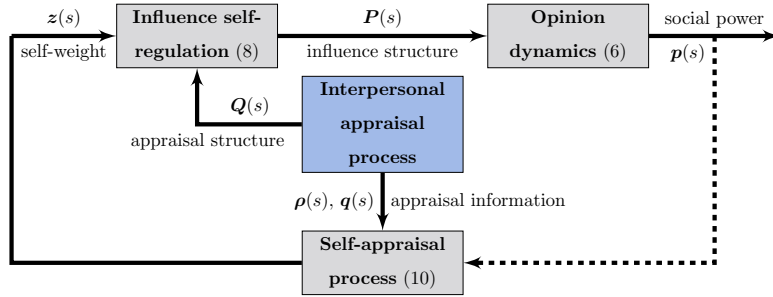 z(s)
self-weight
Influence self-
regulation (8)
P(s)
influence structure
Opinion
dynamics (6)
social power
p(s)
Q(s)
appraisal structure
Interpersonal
appraisal
process
ρ(s), q(s) appraisal information
Self-appraisal
process (10)